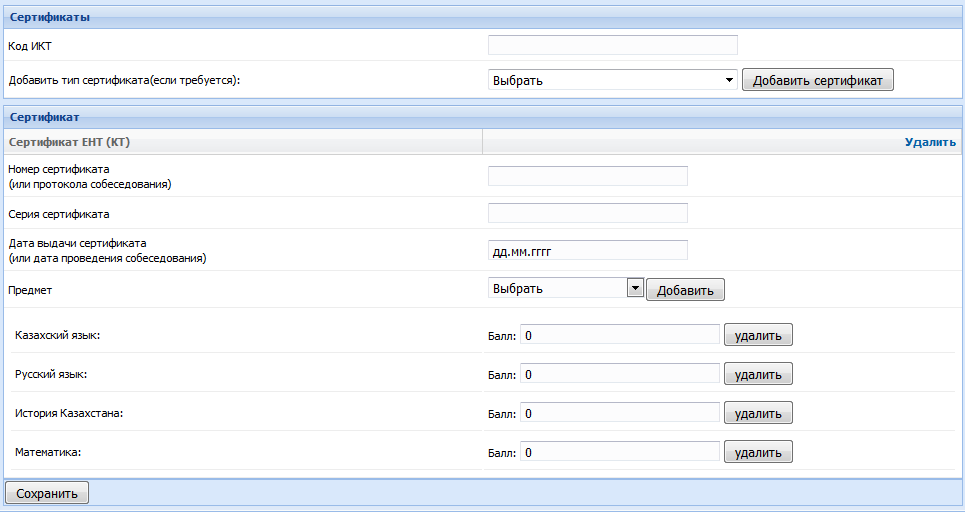 Сертификаты
Код ИКТ
Добавить тип сертификата(если требуется): Выбрать Добавить сертификат
Сертификат
Сертификат ЕНТ (КТ) Удалить
Номер сертификата
(или протокола собеседования)
Серия сертификата
Дата выдачи сертификата
(или дата проведения собеседования) дд.мм.гггг
Предмет Выбрать Добавить
Казахский язык: Балл: 0 удалить
Русский язык: Балл: 0 удалить
История Казахстана: Балл: 0 удалить
Математика: Балл: 0 удалить
Сохранить